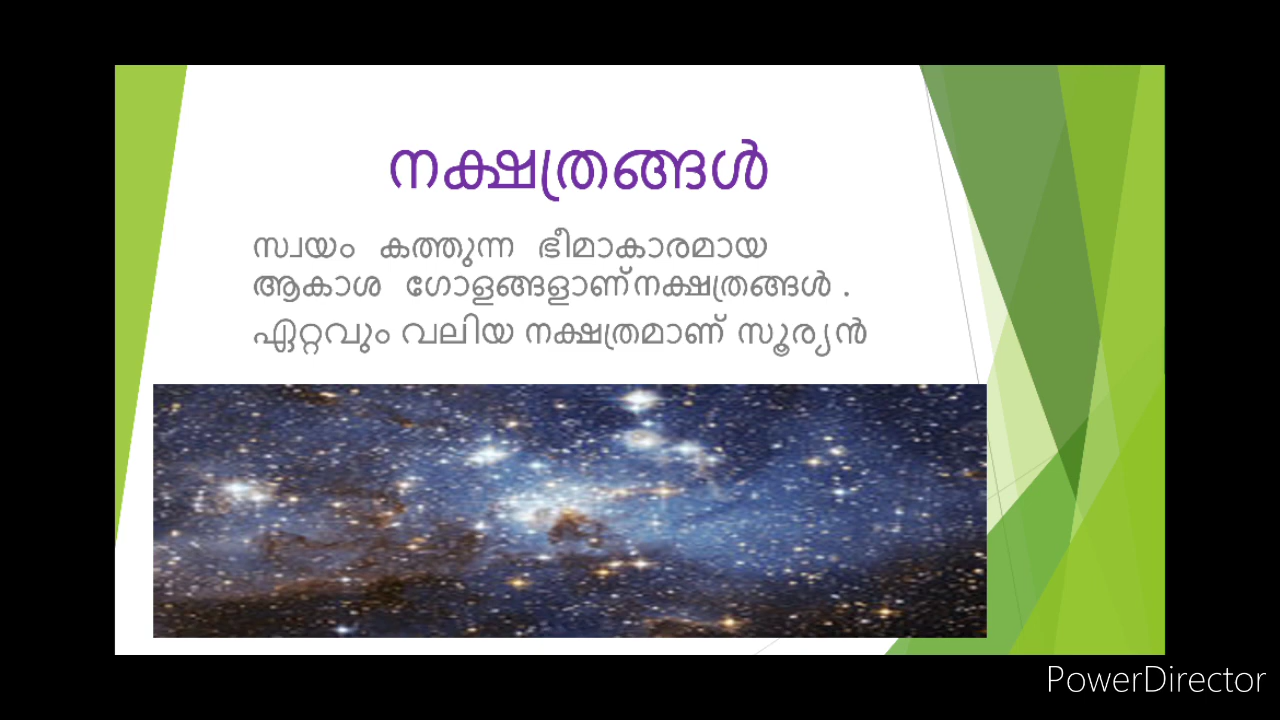 നക്ഷത്രങ്ങൾ
സ്വയം കത്തുന്ന ഭീമാകാരമായ
ആകാശ ഗോളങ്ങളാണ്നക്ഷത്രങ്ങൾ .
ഏറ്റവും വലിയ നക്ഷത്രമാണ് സൂര്യൻ
PowerDirector